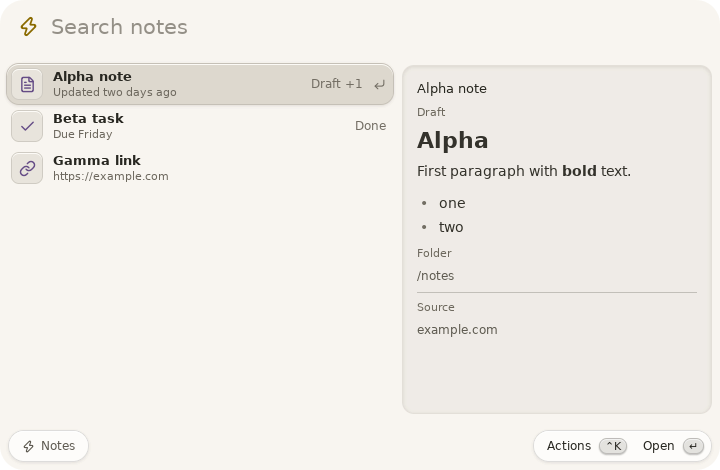 Search notes
Alpha note
Updated two days ago
Draft +1 ↵
Beta task
Due Friday
Done
Gamma link
https://example.com
Alpha note
Draft
Alpha
First paragraph with bold text.
• one
• two
Folder
/notes
Source
example.com
Notes
Actions ⌃K Open ↵